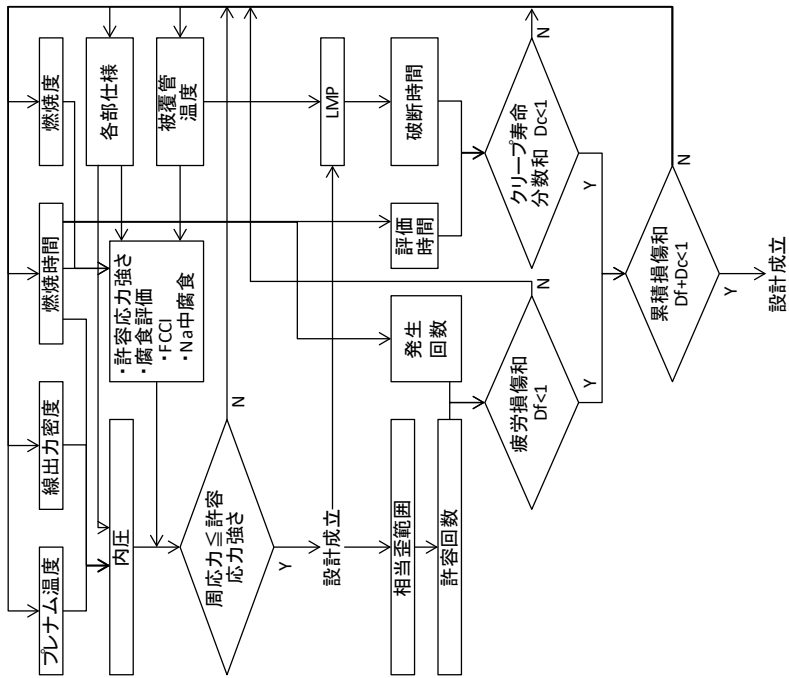 プレナム温度
線出力密度
燃焼時間
燃焼度
内圧
・許容応力強さ
・腐食評価
・FCCI
・Na中腐食
各部仕様
被覆管
温度
周応力≦許容
応力強さ
N
Y
設計成立
LMP
相当歪範囲
許容回数
発生
回数
評価
時間
破断時間
疲労損傷和
Df<1
N
Y
クリープ寿命
分数和 Dc<1
N
Y
累積損傷和
Df+Dc<1
N
Y
設計成立